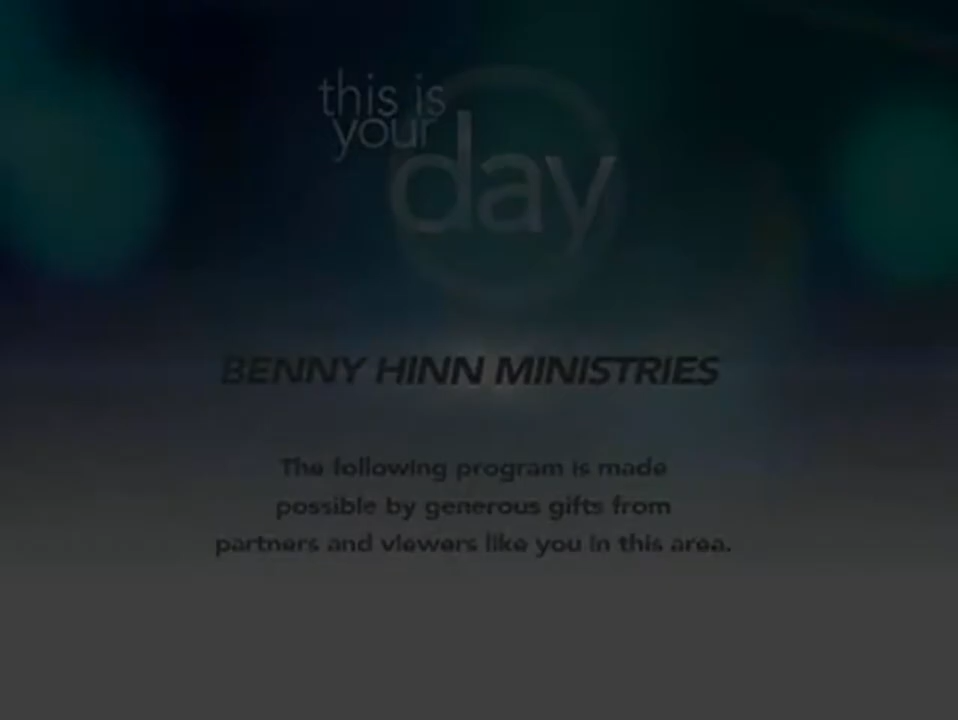 this is
your
day
BENNY HINN MINISTRIES
The following program is made
possible by generous gifts from
partners and viewers like you in this area.